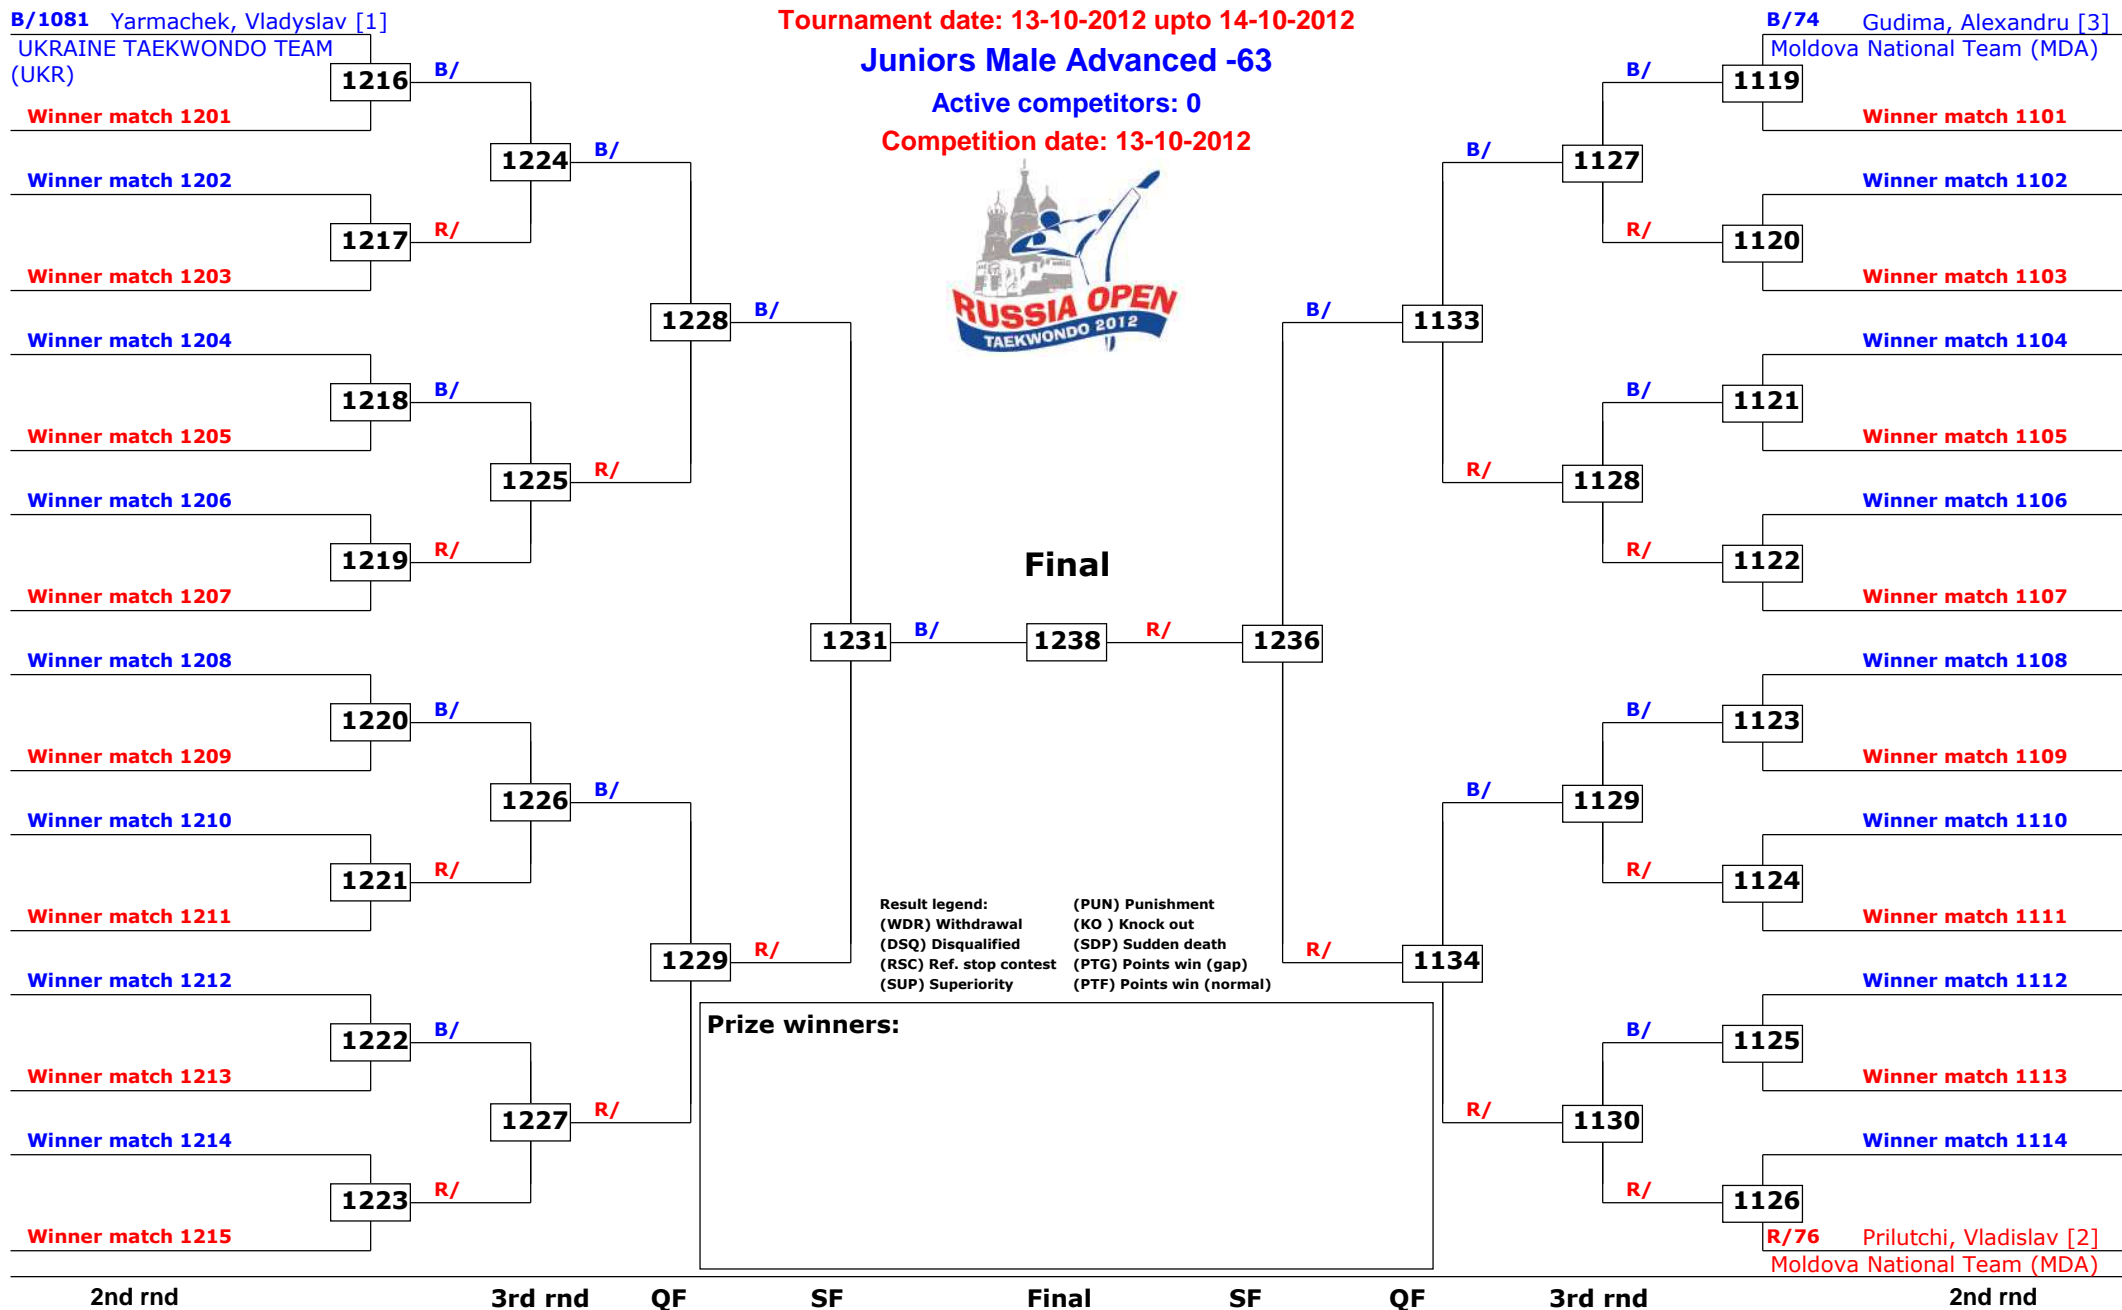 B/1081 Yarmachek, Vladyslav [1]
UKRAINE TAEKWONDO TEAM
(UKR)
Tournament date: 13-10-2012 upto 14-10-2012
Juniors Male Advanced -63
Active competitors: 0
Competition date: 13-10-2012
RUSSIA OPEN
TAEKWONDO 2012
B/74 Gudima, Alexandru [3]
Moldova National Team (MDA)
1216 B/
Winner match 1201
1224 B/
Winner match 1202
1217 R/
Winner match 1203
1228 B/
Winner match 1204
1218 B/
Winner match 1205
1225 R/
Winner match 1206
1219 R/
Winner match 1207
1231 B/
Winner match 1208
1220 B/
Winner match 1209
1226 B/
Winner match 1210
1221 R/
Winner match 1211
1229 R/
Winner match 1212
1222 B/
Winner match 1213
1227 R/
Winner match 1214
1223 R/
Winner match 1215
Final
1238
B/ 1119
Winner match 1101
B/ 1127
Winner match 1102
R/ 1120
Winner match 1103
B/ 1133
Winner match 1104
B/ 1121
Winner match 1105
R/ 1128
Winner match 1106
R/ 1122
Winner match 1107
R/ 1236
Winner match 1108
B/ 1123
Winner match 1109
B/ 1129
Winner match 1110
R/ 1124
Winner match 1111
R/ 1134
Winner match 1112
B/ 1125
Winner match 1113
R/ 1130
Winner match 1114
R/ 1126
R/76 Prilutchi, Vladislav [2]
Moldova National Team (MDA)
Result legend: (PUN) Punishment
(WDR) Withdrawal (KO ) Knock out
(DSQ) Disqualified (SDP) Sudden death
(RSC) Ref. stop contest (PTG) Points win (gap)
(SUP) Superiority (PTF) Points win (normal)
Prize winners:
2nd rnd 3rd rnd QF SF Final SF QF 3rd rnd 2nd rnd